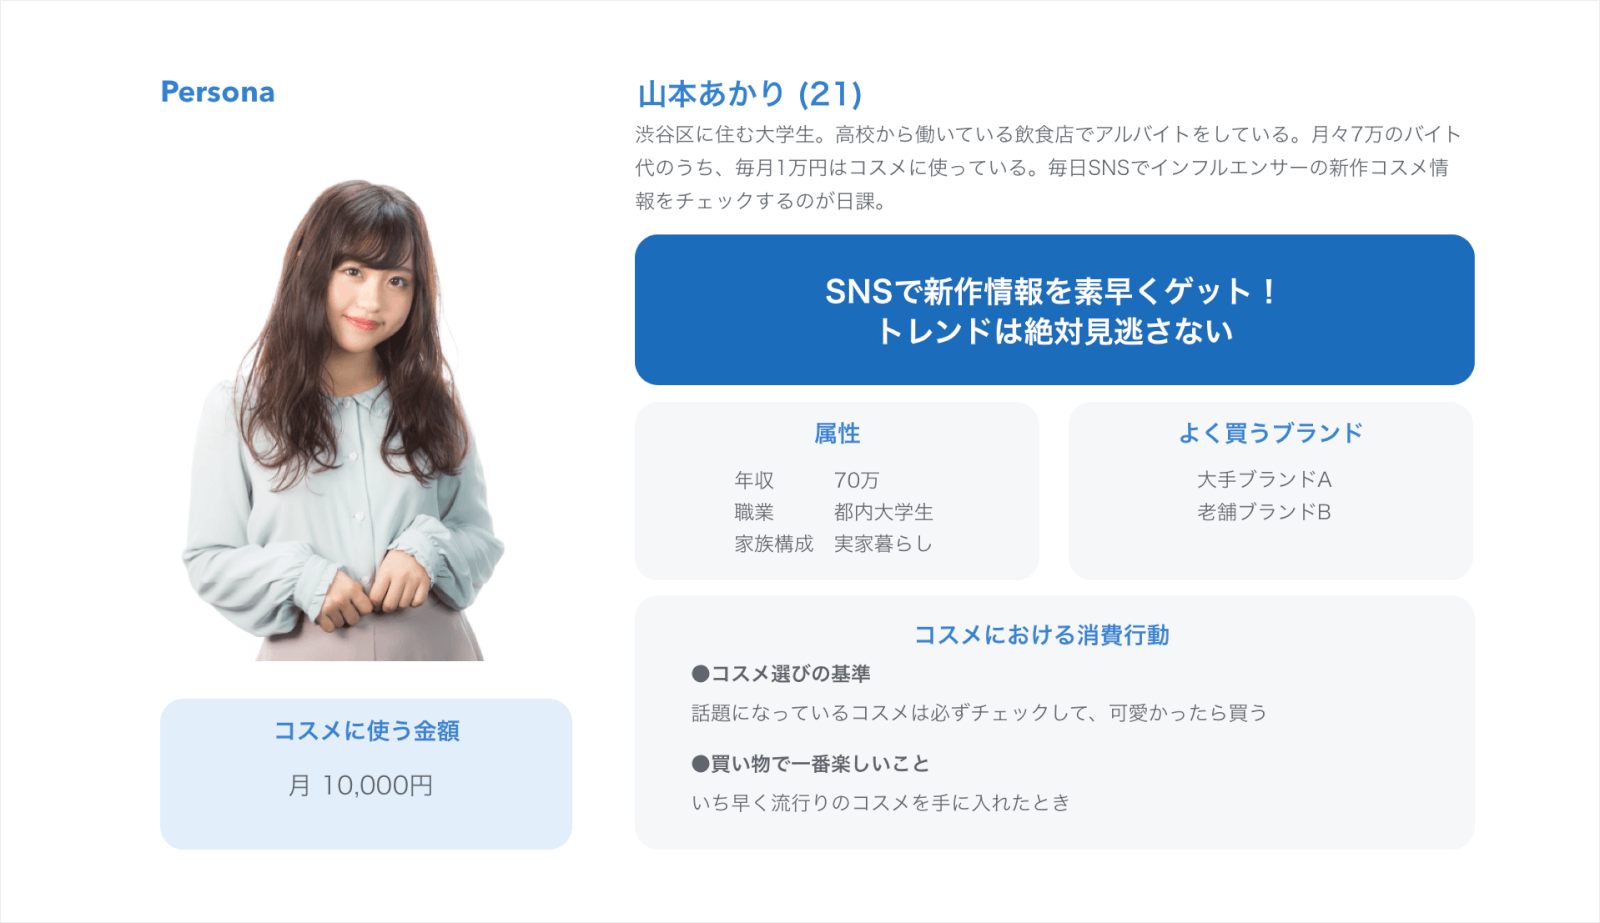 Persona
山本あかり (21)
渋谷区に住む大学生。高校から働いている飲食店でアルバイトをしている。月々7万のバイト
代のうち、毎月1万円はコスメに使っている。毎日SNSでインフルエンサーの新作コスメ情
報をチェックするのが日課。
SNSで新作情報を素早くゲット！
トレンドは絶対見逃さない
属性
年収 70万
職業 都内大学生
家族構成 実家暮らし
よく買うブランド
大手ブランドA
老舗ブランドB
コスメにおける消費行動
●コスメ選びの基準
話題になっているコスメは必ずチェックして、可愛かったら買う
●買い物で一番楽しいこと
いち早く流行りのコスメを手に入れたとき
コスメに使う金額
月 10,000円